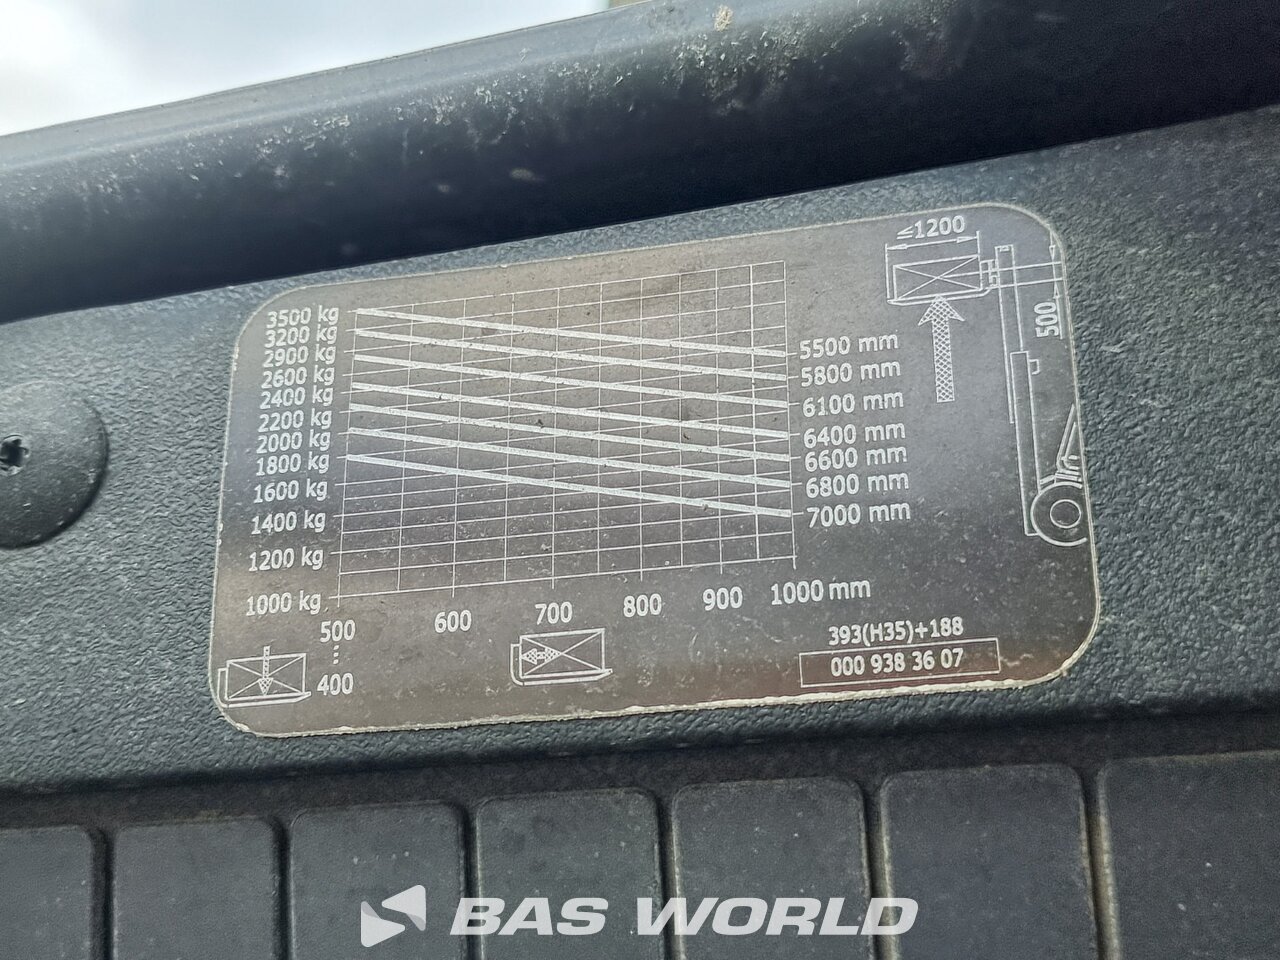 ≤1200
3500 kg
3200 kg
2900 kg
2600 kg
2400 kg
2200 kg
2000 kg
1800 kg
1600 kg
1400 kg
1200 kg
1000 kg
5500 mm
5800 mm
6100 mm
6400 mm
6600 mm
6800 mm
7000 mm
500
500 600 700 800 900 1000 mm
400
393(H35)+188
000 938 36 07
BAS WORLD